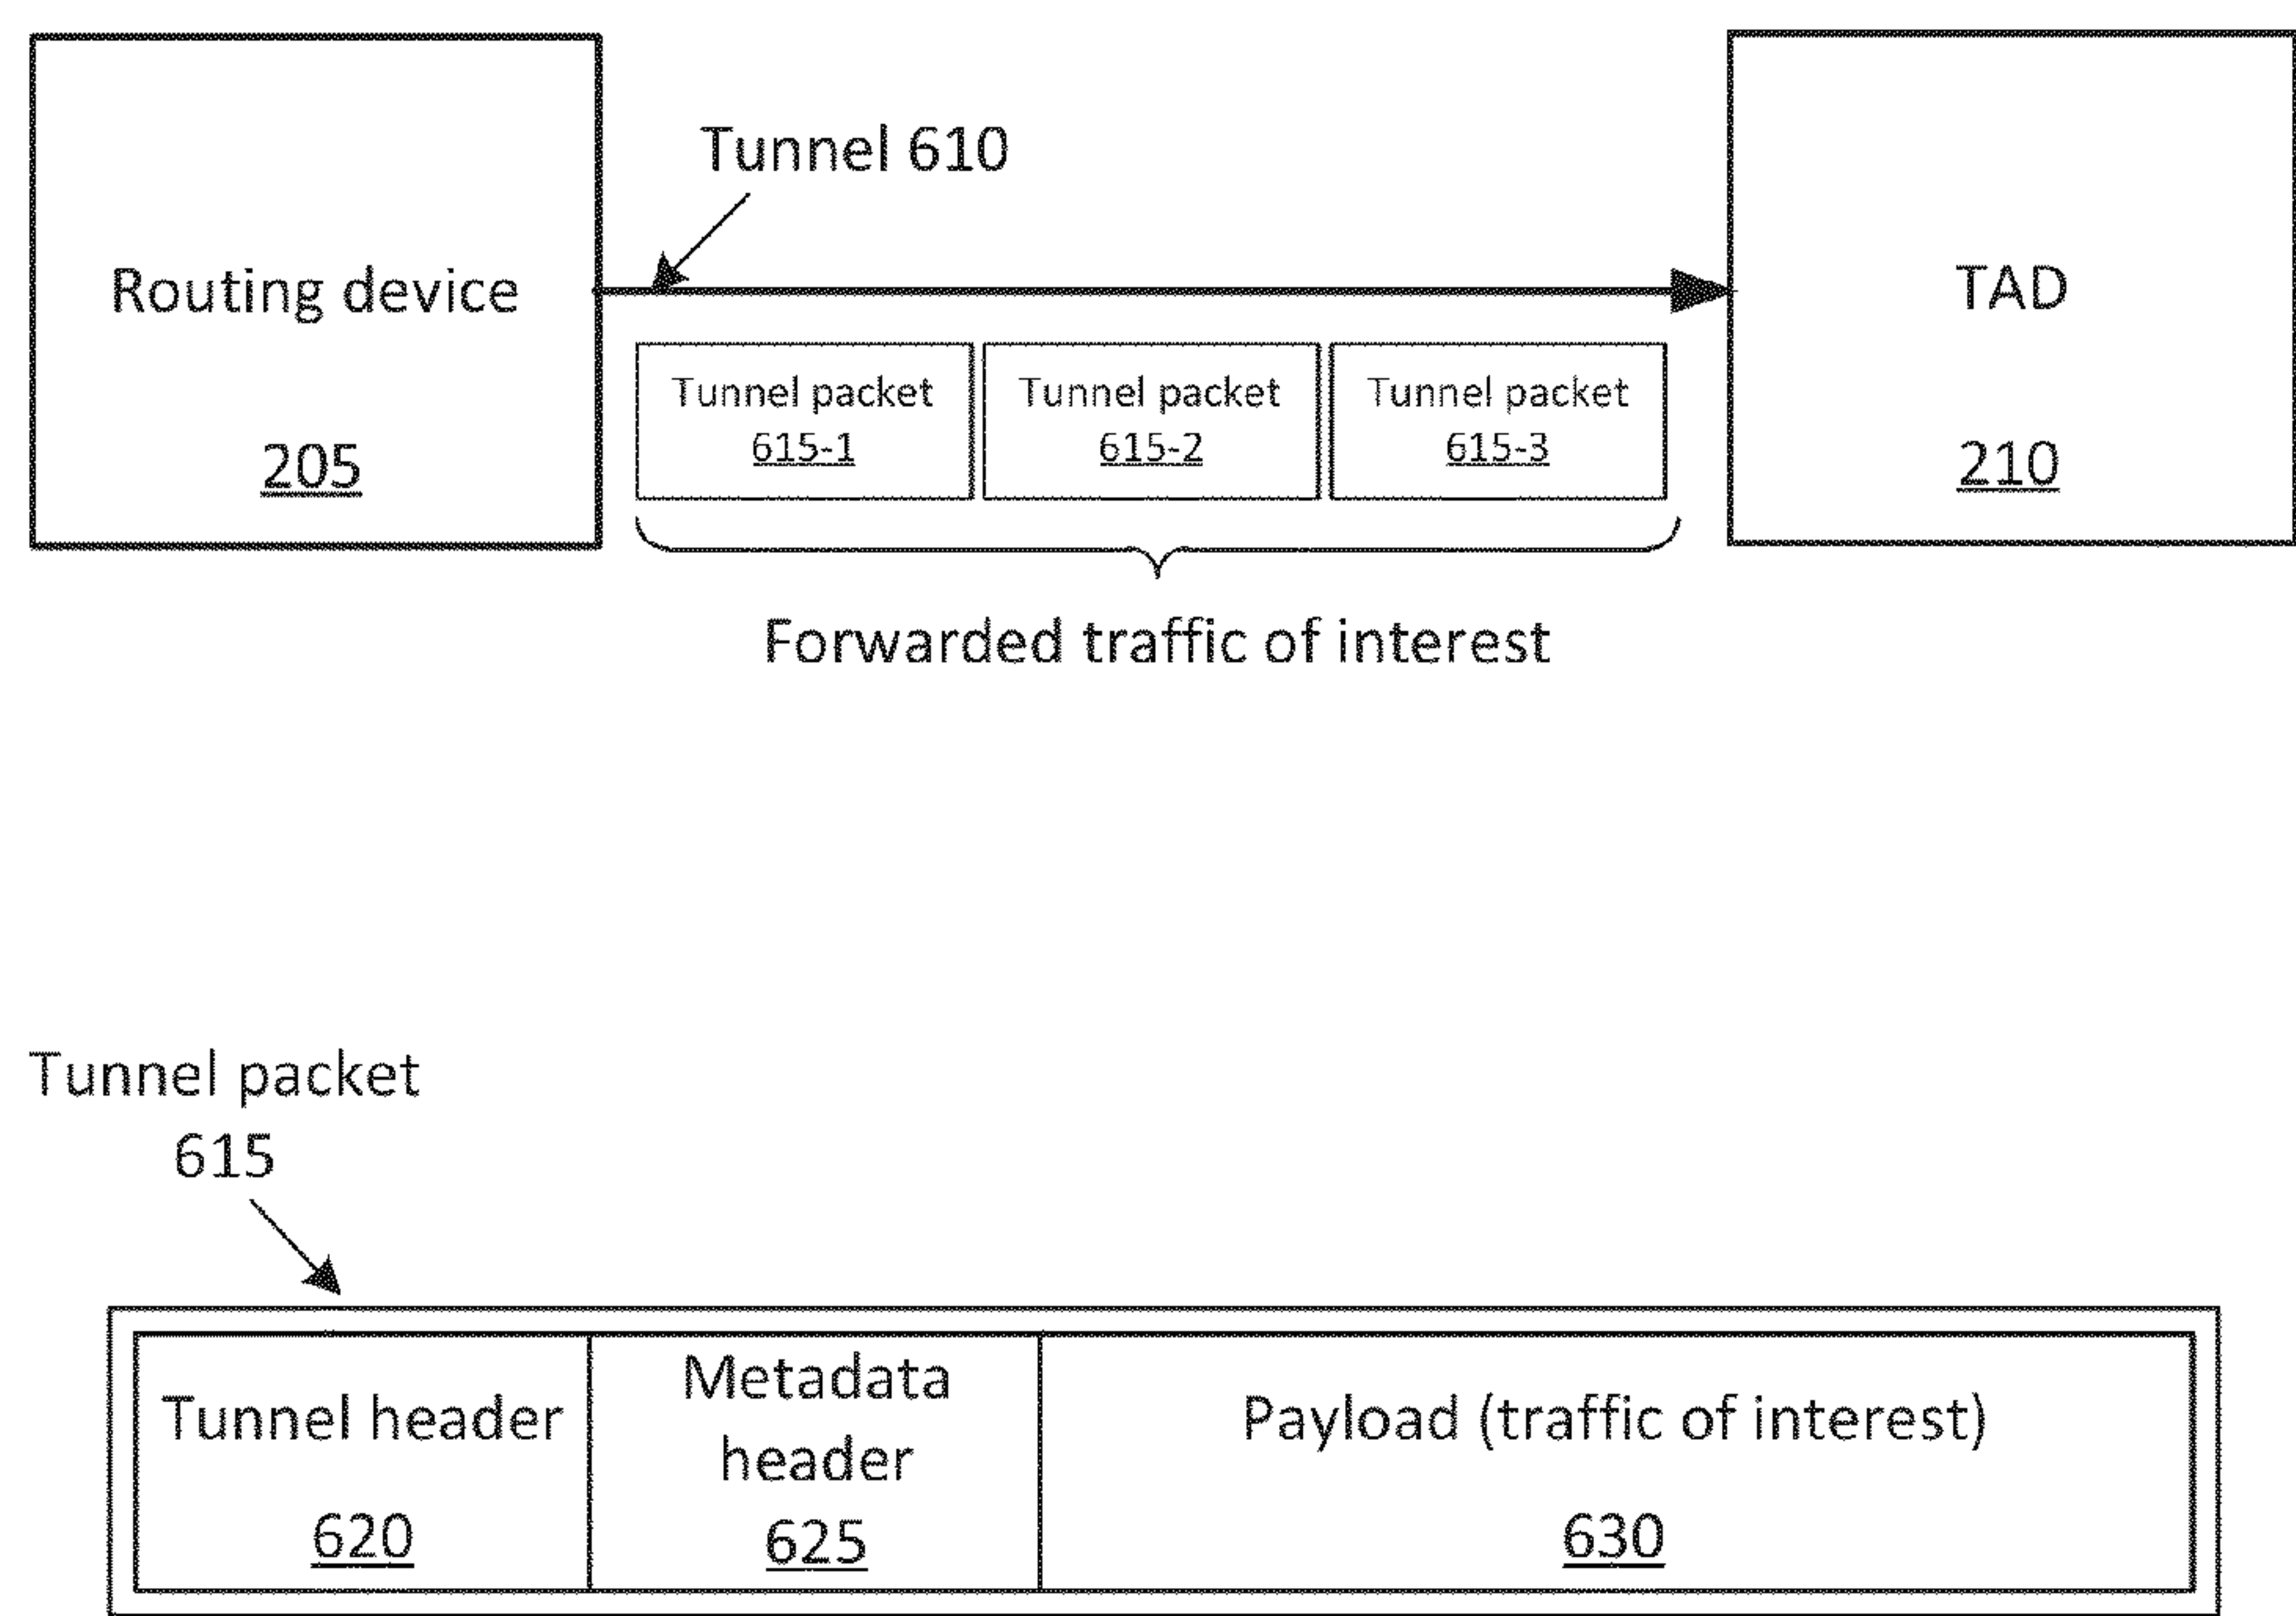 Tunnel 610
Routing device
205
TAD
210
Tunnel packet
615-1
Tunnel packet
615-2
Tunnel packet
615-3
Forwarded traffic of interest
Tunnel packet
615
Tunnel header
620
Metadata
header
625
Payload (traffic of interest)
630